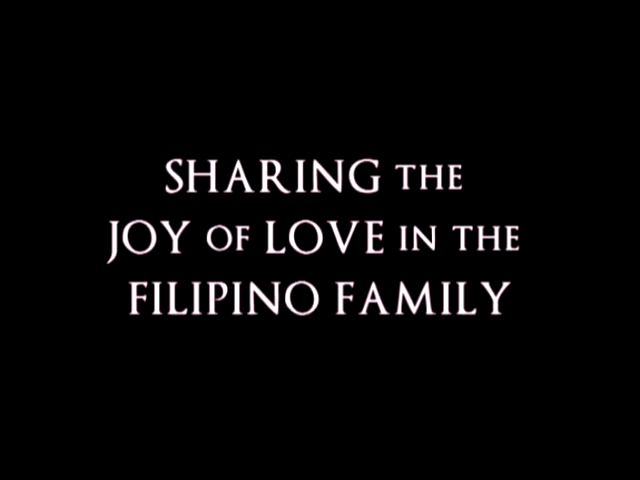 SHARING THE
JOY OF LOVE IN THE
FILIPINO FAMILY